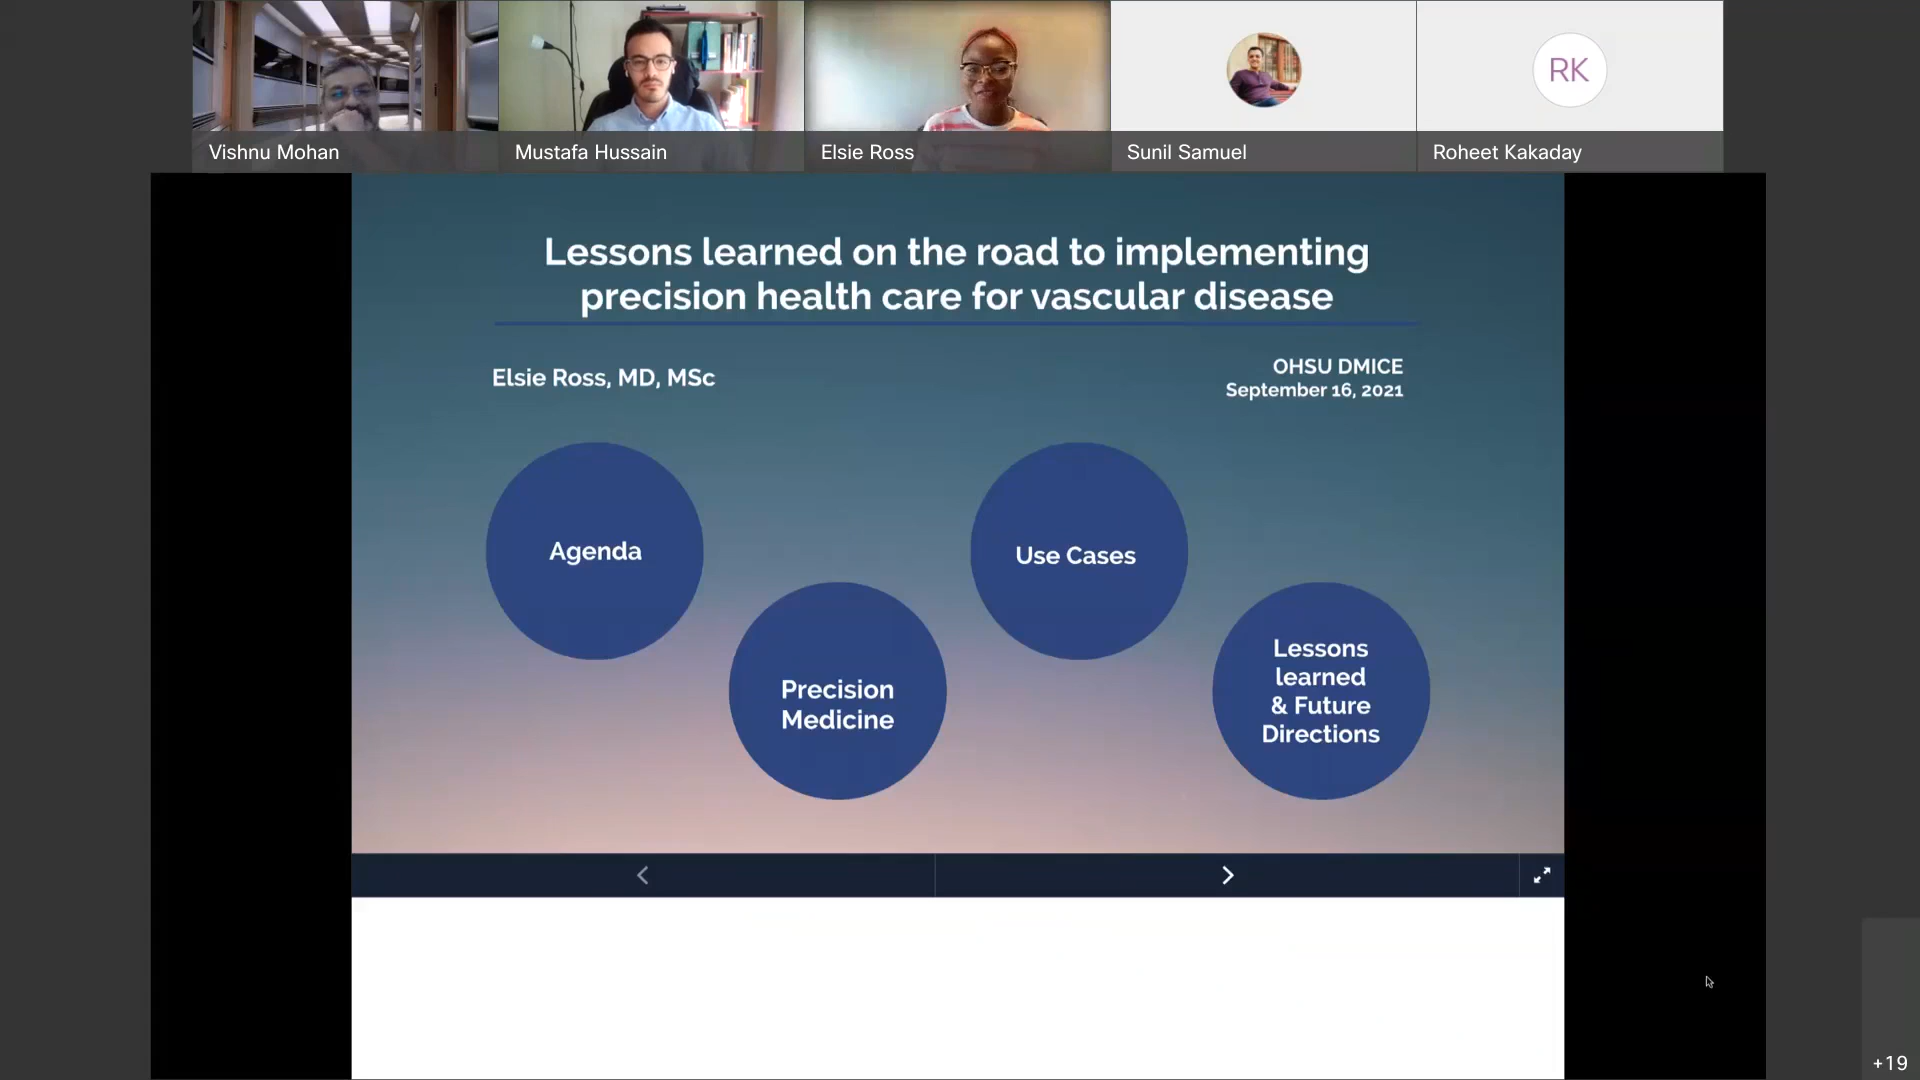 Vishnu Mohan
Mustafa Hussain
Elsie Ross
Sunil Samuel
RK
Roheet Kakaday
Lessons learned on the road to implementing
precision health care for vascular disease
Elsie Ross, MD, MSc
OHSU DMICE
September 16, 2021
Agenda
Precision
Medicine
Use Cases
Lessons
learned
& Future
Directions
+19